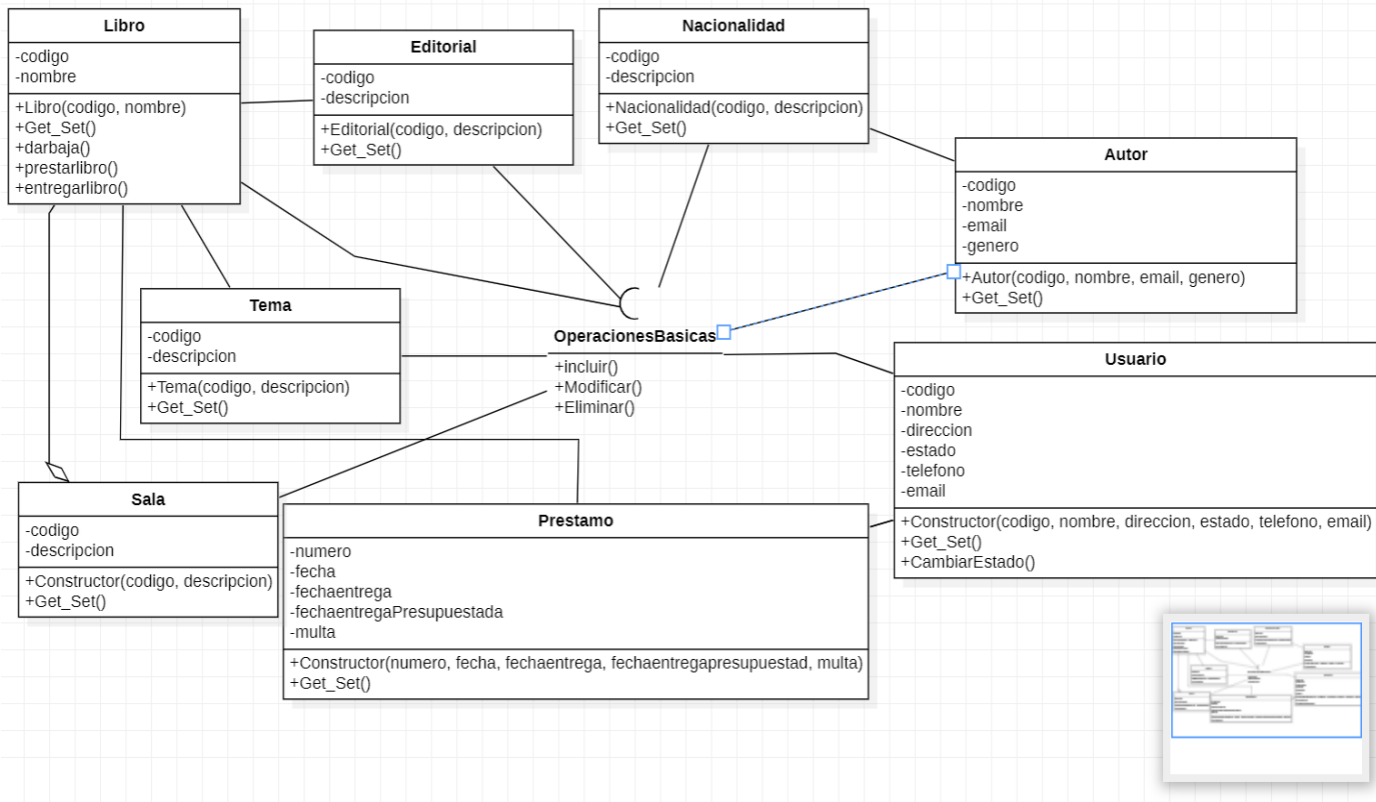 Libro
-codigo
-nombre
+Libro(codigo, nombre)
+Get_Set()
+darbaja()
+prestarlibro()
+entregarlibro()
Editorial
-codigo
-descripcion
+Editorial(codigo, descripcion)
+Get_Set()
Nacionalidad
-codigo
-descripcion
+Nacionalidad(codigo, descripcion)
+Get_Set()
Autor
-codigo
-nombre
-email
-genero
+Autor(codigo, nombre, email, genero)
+Get_Set()
Tema
-codigo
-descripcion
+Tema(codigo, descripcion)
+Get_Set()
OperacionesBasicas
+incluir()
+Modificar()
+Eliminar()
Usuario
-codigo
-nombre
-direccion
-estado
-telefono
-email
+Constructor(codigo, nombre, direccion, estado, telefono, email)
+Get_Set()
+CambiarEstado()
Sala
-codigo
-descripcion
+Constructor(codigo, descripcion)
+Get_Set()
Prestamo
-numero
-fecha
-fechaentrega
-fechaentregaPresupuestada
-multa
+Constructor(numero, fecha, fechaentrega, fechaentregapresupuestad, multa)
+Get_Set()